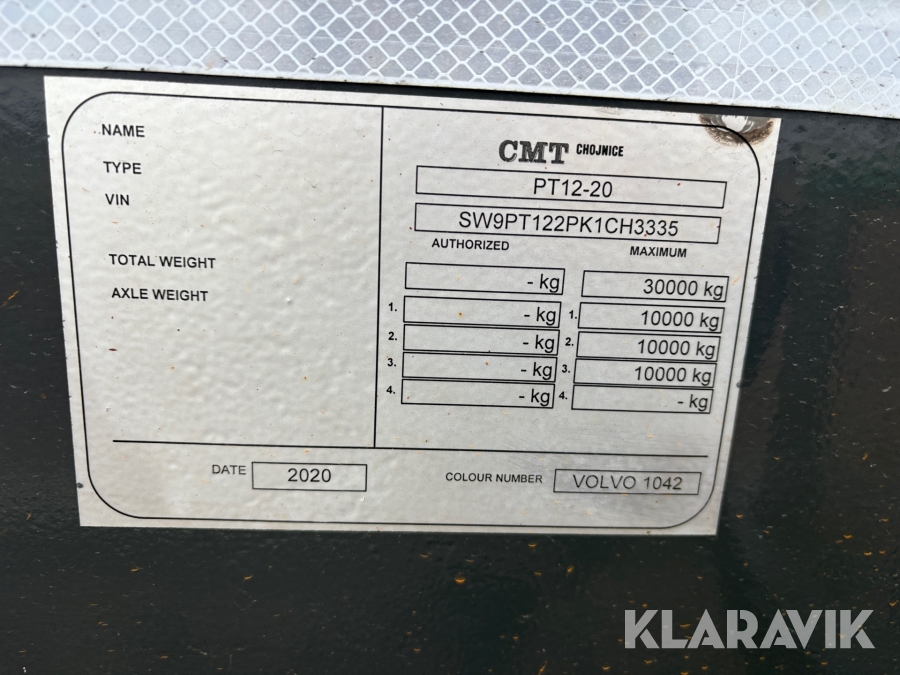 NAME
CMT CHOJNICE
TYPE
PT12-20
VIN
SW9PT122PK1CH3335
AUTHORIZED MAXIMUM
TOTAL WEIGHT
- kg 30000 kg
AXLE WEIGHT
1. - kg 1. 10000 kg
2. - kg 2. 10000 kg
3. - kg 3. 10000 kg
4. - kg 4. - kg
DATE 2020 COLOUR NUMBER VOLVO 1042
KLARAVIK